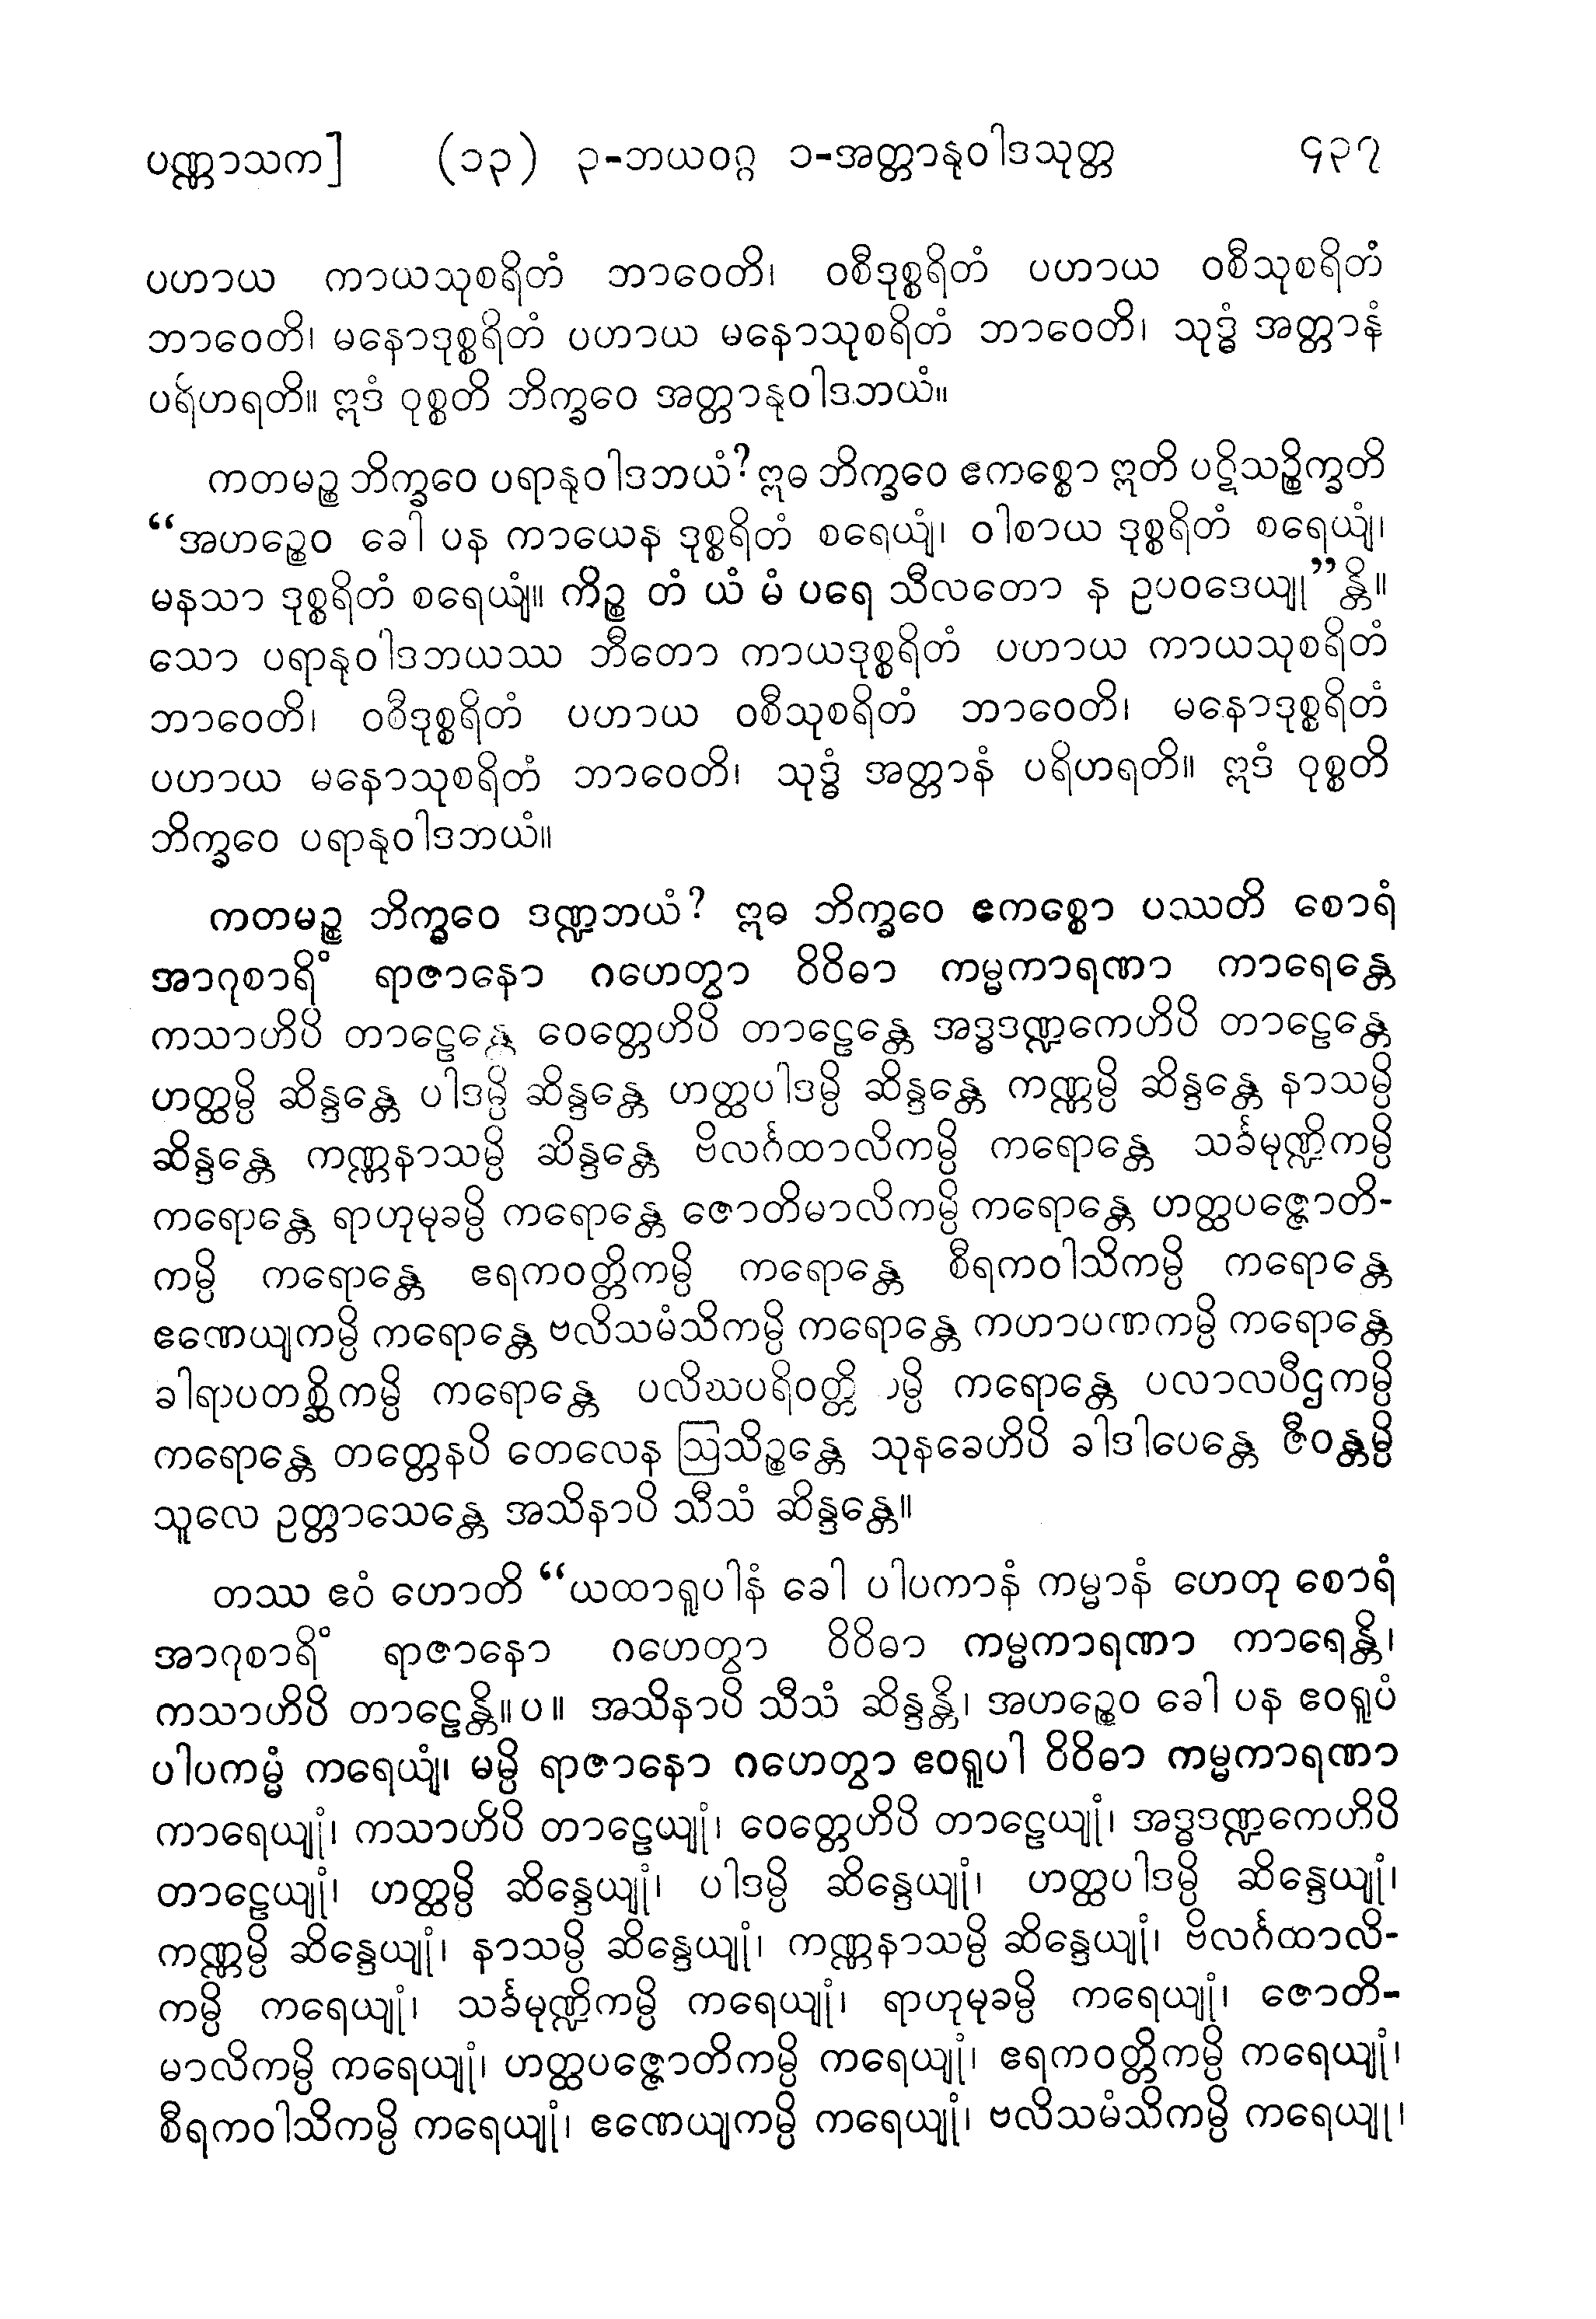 ပဏ္ဏာသက] (၁၃) ၃-ဘယဝဂ္ဂ ၁-အတ္တာနုဝါဒသုတ္တ ၄၃၇
ပဟာယ ကာယသုစရိတံ ဘာဝေတိ၊ ဝစီဒုစ္စရိတံ ပဟာယ ဝစီသုစရိတံ
ဘာဝေတိ၊ မနောဒုစ္စရိတံ ပဟာယ မနောသုစရိတံ ဘာဝေတိ၊ သုဒ္ဓံ အတ္တာနံ
ပရိဟရတိ။ ဣဒံ ဝုစ္စတိ ဘိက္ခဝေ အတ္တာနုဝါဒဘယံ။
ကတမဉ္စ ဘိက္ခဝေ ပရာနုဝါဒဘယံ? ဣဓ ဘိက္ခဝေ ဧကစ္စော ဣတိ ပဋိသဉ္စိက္ခတိ
“အဟဉ္စေဝ ခေါ ပန ကာယေန ဒုစ္စရိတံ စရေယျံ၊ ဝါစာယ ဒုစ္စရိတံ စရေယျံ၊
မနသာ ဒုစ္စရိတံ စရေယျံ။ ကိဉ္စ တံ ယံ မံ ပရေ သီလတော န ဥပဝဒေယျု”န္တိ။
သော ပရာနုဝါဒဘယဿ ဘီတော ကာယဒုစ္စရိတံ ပဟာယ ကာယသုစရိတံ
ဘာဝေတိ၊ ဝစီဒုစ္စရိတံ ပဟာယ ဝစီသုစရိတံ ဘာဝေတိ၊ မနောဒုစ္စရိတံ
ပဟာယ မနောသုစရိတံ ဘာဝေတိ၊ သုဒ္ဓံ အတ္တာနံ ပရိဟရတိ။ ဣဒံ ဝုစ္စတိ
ဘိက္ခဝေ ပရာနုဝါဒဘယံ။
ကတမဉ္စ ဘိက္ခဝေ ဒဏ္ဍဘယံ? ဣဓ ဘိက္ခဝေ ဧကစ္စော ပဿတိ စောရံ
အာဂုစာရိံ ရာဇာနော ဂဟေတွာ ဝိဝိဓာ ကမ္မကာရဏာ ကာရေန္တေ
ကသာဟိပိ တာဠေန္တေ ဝေတ္တေဟိပိ တာဠေန္တေ အဒ္ဓဒဏ္ဍကေဟိပိ တာဠေန္တေ
ဟတ္ထမ္ပိ ဆိန္ဒန္တေ ပါဒမ္ပိ ဆိန္ဒန္တေ ဟတ္ထပါဒမ္ပိ ဆိန္ဒန္တေ ကဏ္ဏမ္ပိ ဆိန္ဒန္တေ နာသမ္ပိ
ဆိန္ဒန္တေ ကဏ္ဏနာသမ္ပိ ဆိန္ဒန္တေ ဗိလင်္ဂထာလိကမ္ပိ ကရောန္တေ သင်္ခမုဏ္ဍိကမ္ပိ
ကရောန္တေ ရာဟုမုခမ္ပိ ကရောန္တေ ဇောတိမာလိကမ္ပိ ကရောန္တေ ဟတ္ထပဇ္ဇောတိ-
ကမ္ပိ ကရောန္တေ ဧရကဝတ္တိကမ္ပိ ကရောန္တေ စီရကဝါသိကမ္ပိ ကရောန္တေ
ဧဏေယျကမ္ပိ ကရောန္တေ ဗလိသမံသိကမ္ပိ ကရောန္တေ ကဟာပဏကမ္ပိ ကရောန္တေ
ခါရာပတစ္ဆိကမ္ပိ ကရောန္တေ ပလိဃပရိဝတ္တိကမ္ပိ ကရောန္တေ ပလာလပီဌကမ္ပိ
ကရောန္တေ တတ္တေနပိ တေလေန ဩသိဉ္စန္တေ သုနခေဟိပိ ခါဒါပေန္တေ ဇီဝန္တမ္ပိ
သူလေ ဥတ္တာသေန္တေ အသိနာပိ သီသံ ဆိန္ဒန္တေ။
တဿ ဧဝံ ဟောတိ “ယထာရူပါနံ ခေါ ပါပကာနံ ကမ္မာနံ ဟေတု စောရံ
အာဂုစာရိံ ရာဇာနော ဂဟေတွာ ဝိဝိဓာ ကမ္မကာရဏာ ကာရေန္တိ၊
ကသာဟိပိ တာဠေန္တိ။ပ။ အသိနာပိ သီသံ ဆိန္ဒန္တိ၊ အဟဉ္စေဝ ခေါ ပန ဧဝရူပံ
ပါပကမ္မံ ကရေယျံ၊ မမ္ပိ ရာဇာနော ဂဟေတွာ ဧဝရူပါ ဝိဝိဓာ ကမ္မကာရဏာ
ကာရေယျုံ၊ ကသာဟိပိ တာဠေယျုံ၊ ဝေတ္တေဟိပိ တာဠေယျုံ၊ အဒ္ဓဒဏ္ဍကေဟိပိ
တာဠေယျုံ၊ ဟတ္ထမ္ပိ ဆိန္ဒေယျုံ၊ ပါဒမ္ပိ ဆိန္ဒေယျုံ၊ ဟတ္ထပါဒမ္ပိ ဆိန္ဒေယျုံ၊
ကဏ္ဏမ္ပိ ဆိန္ဒေယျုံ၊ နာသမ္ပိ ဆိန္ဒေယျုံ၊ ကဏ္ဏနာသမ္ပိ ဆိန္ဒေယျုံ၊ ဗိလင်္ဂထာလိ-
ကမ္ပိ ကရေယျုံ၊ သင်္ခမုဏ္ဍိကမ္ပိ ကရေယျုံ၊ ရာဟုမုခမ္ပိ ကရေယျုံ၊ ဇောတိ-
မာလိကမ္ပိ ကရေယျုံ၊ ဟတ္ထပဇ္ဇောတိကမ္ပိ ကရေယျုံ၊ ဧရကဝတ္တိကမ္ပိ ကရေယျုံ၊
စီရကဝါသိကမ္ပိ ကရေယျုံ၊ ဧဏေယျကမ္ပိ ကရေယျုံ၊ ဗလိသမံသိကမ္ပိ ကရေယျု၊